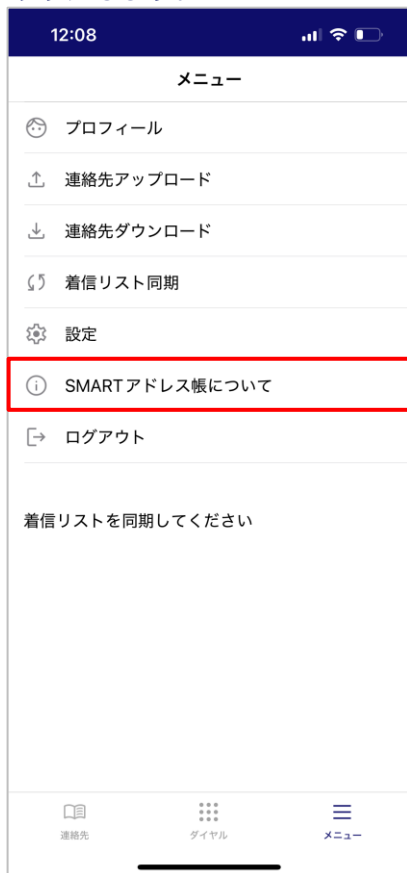 12:08
メニュー
プロフィール
連絡先アップロード
連絡先ダウンロード
着信リスト同期
設定
SMARTアドレス帳について
ログアウト
着信リストを同期してください
連絡先
ダイヤル
メニュー